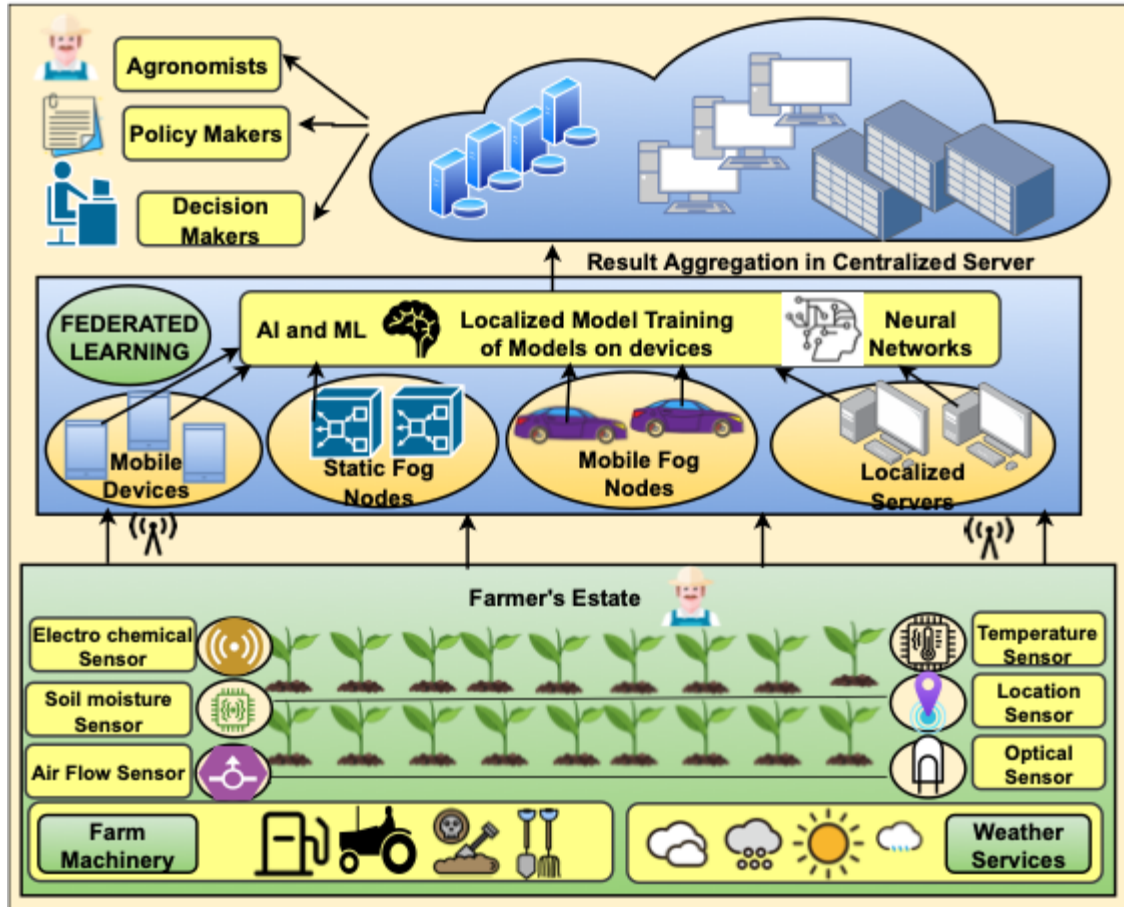 Agronomists
Policy Makers
Decision
Makers
Result Aggregation in Centralized Server
FEDERATED
LEARNING
AI and ML
Localized Model Training
of Models on devices
Neural
Networks
Mobile
Devices
Static Fog
Nodes
Mobile Fog
Nodes
Localized
Servers
Farmer's Estate
Electro chemical
Sensor
Soil moisture
Sensor
Air Flow Sensor
Temperature
Sensor
Location
Sensor
Optical
Sensor
Farm
Machinery
Weather
Services